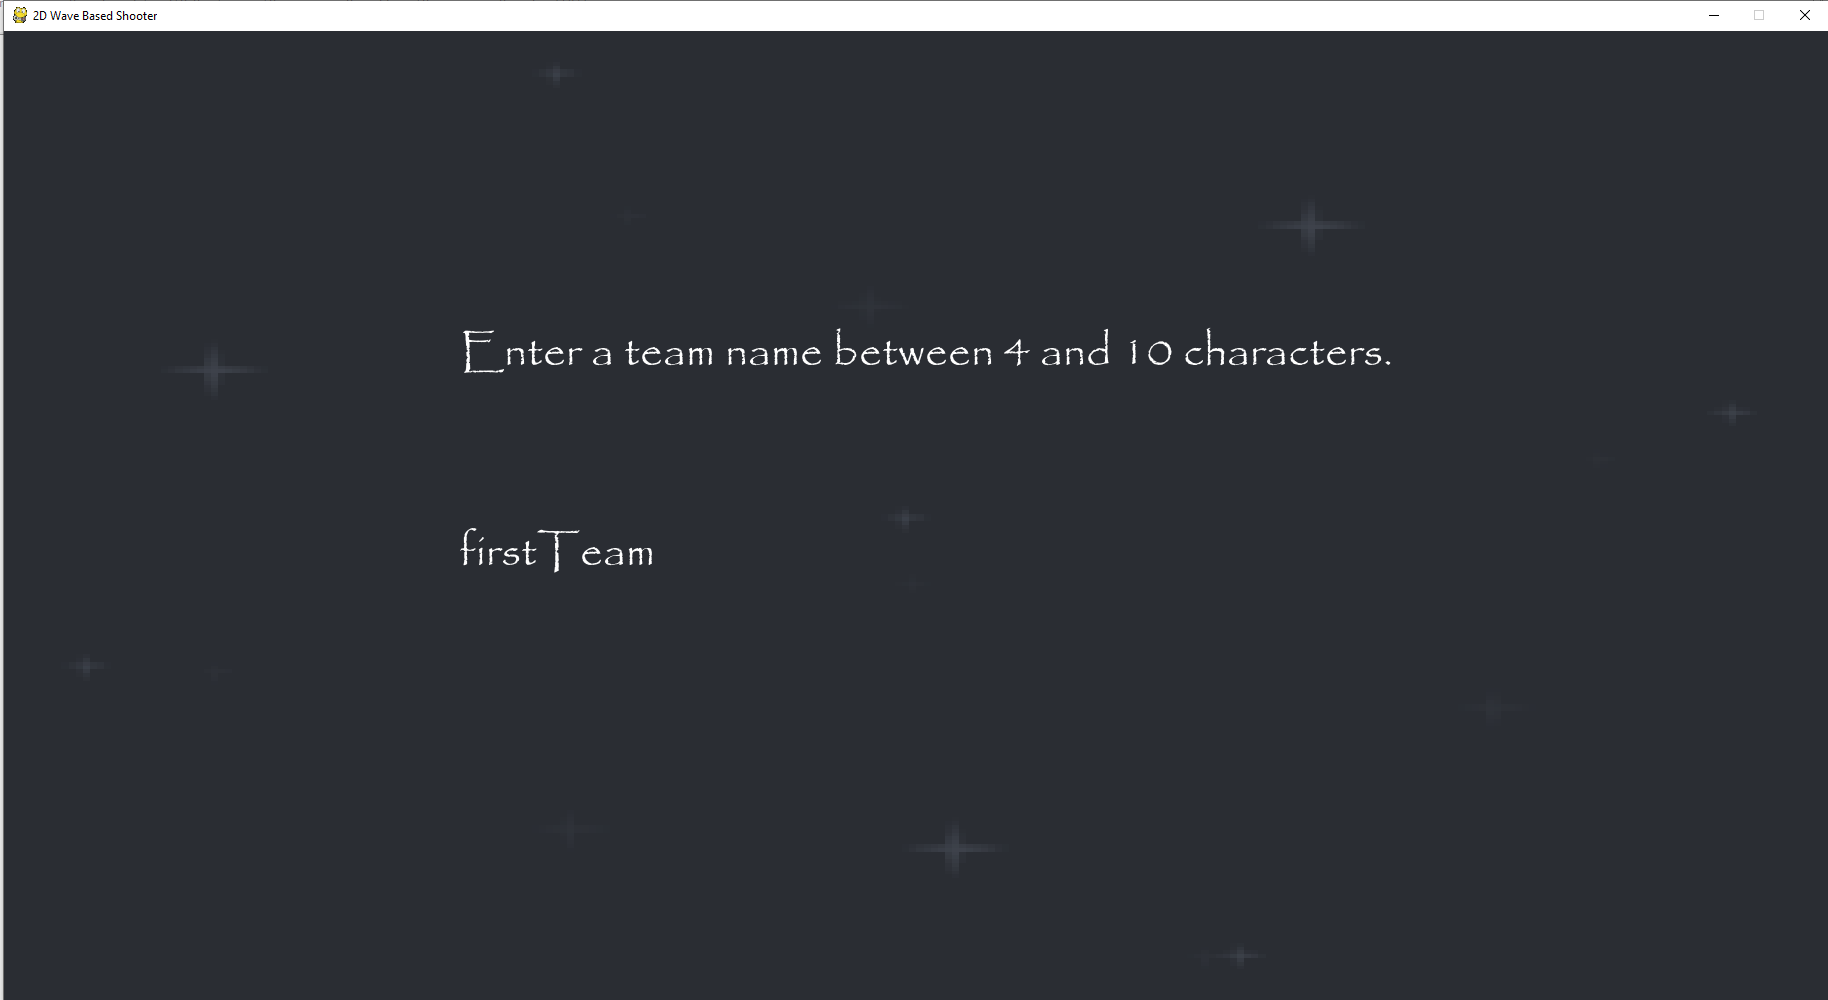 2D Wave Based Shooter
Enter a team name between 4 and 10 characters.
firstTeam